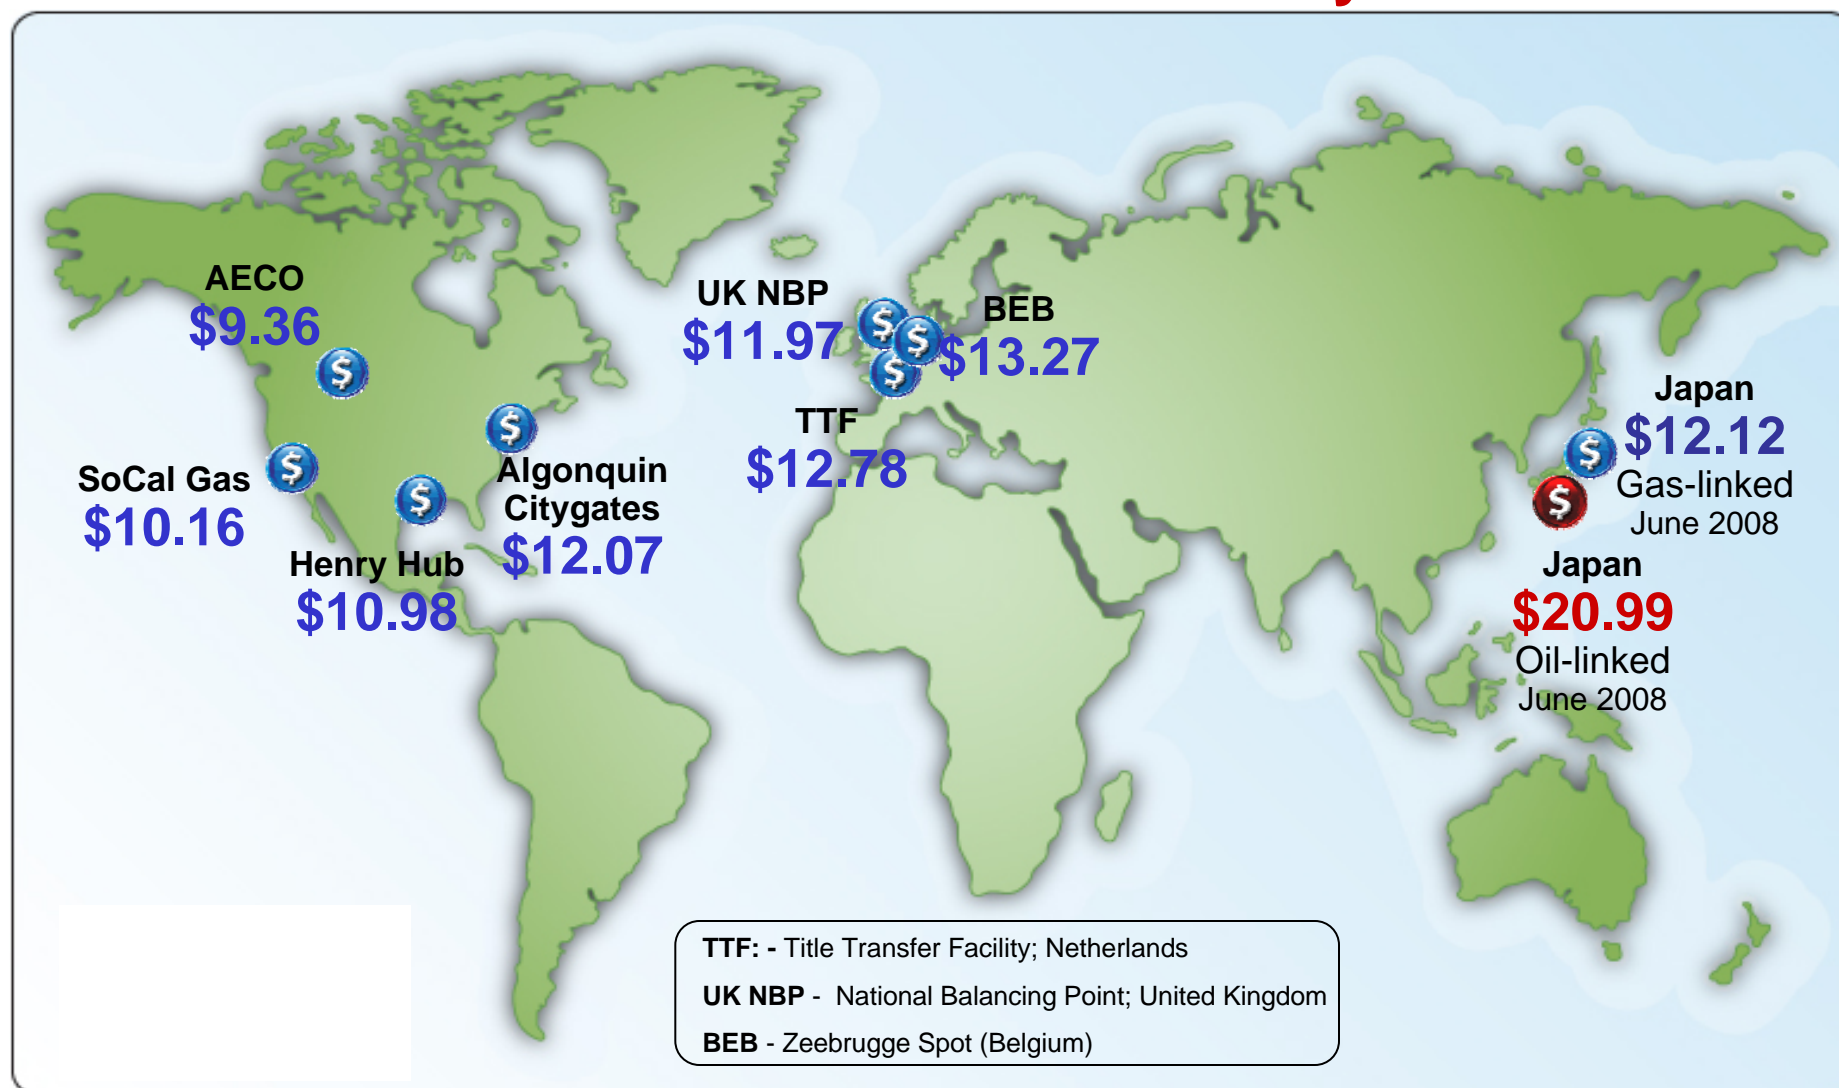 AECO
$9.36
UK NBP
$11.97
BEB
$13.27
Japan
$12.12
Gas-linked
June 2008
TTF
$12.78
SoCal Gas
$10.16
Algonquin
Citygates
$12.07
Henry Hub
$10.98
Japan
$20.99
Oil-linked
June 2008
TTF: - Title Transfer Facility; Netherlands
UK NBP - National Balancing Point; United Kingdom
BEB - Zeebrugge Spot (Belgium)